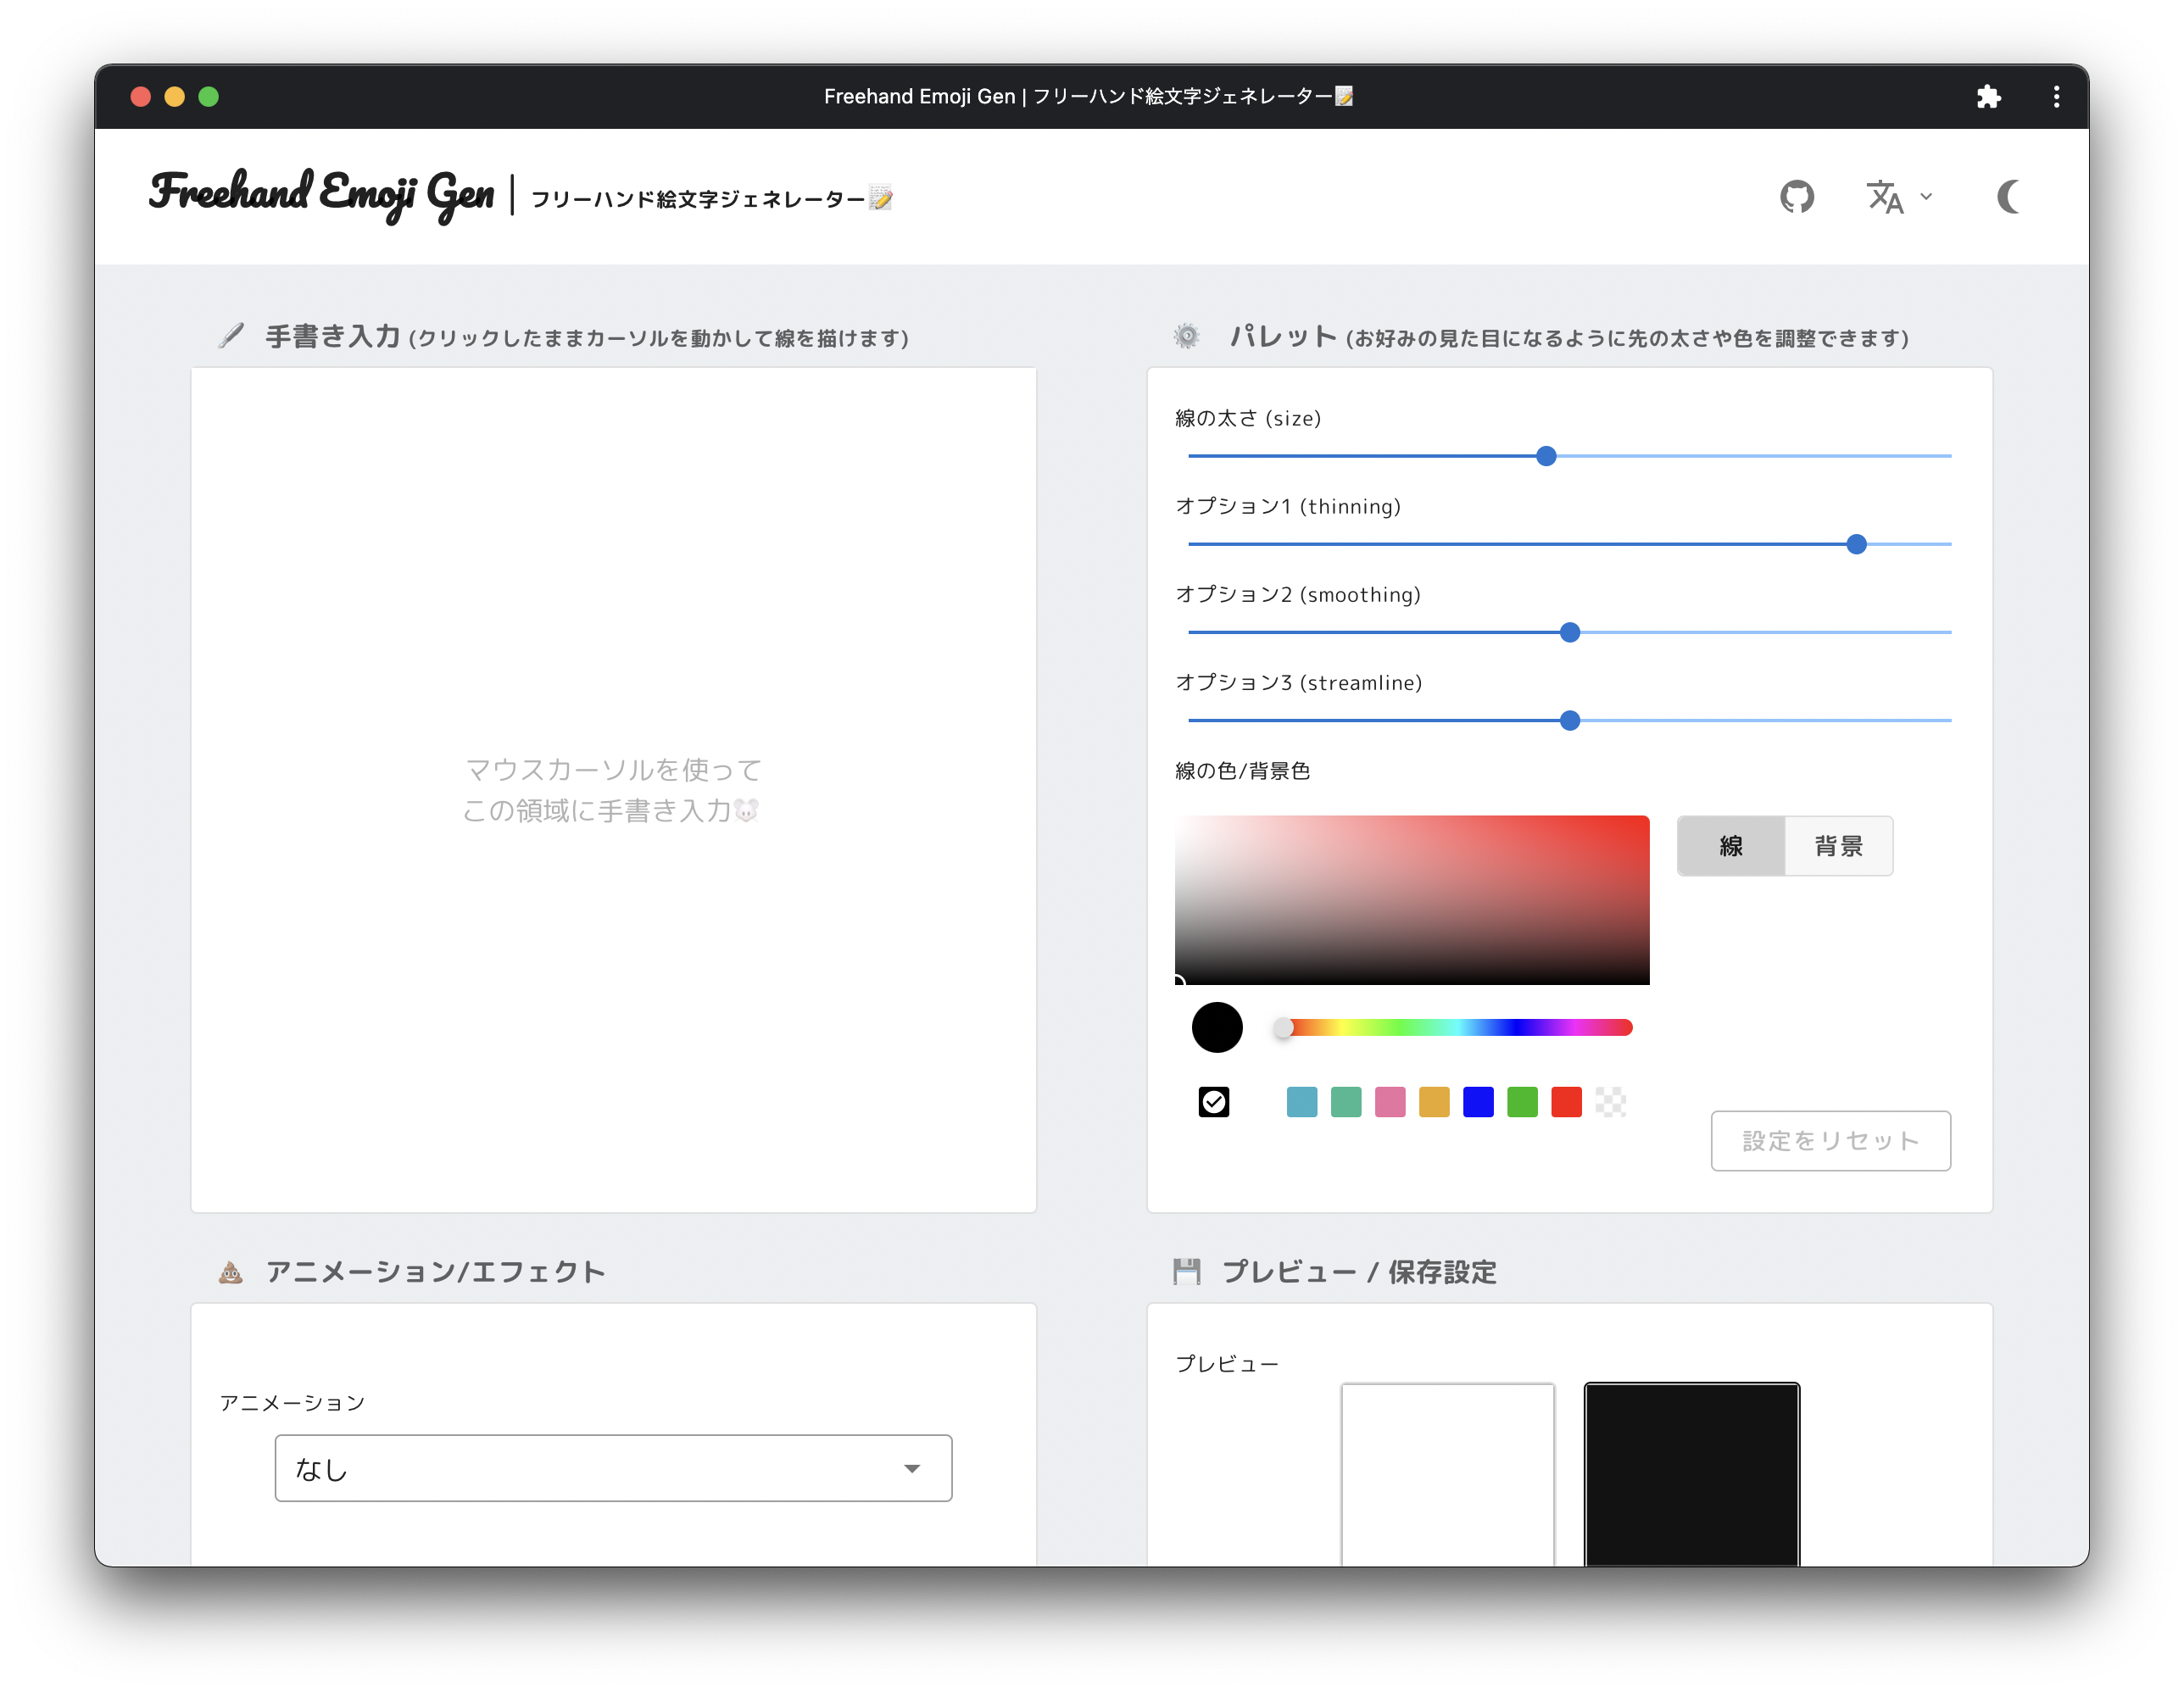 Freehand Emoji Gen | フリーハンド絵文字ジェネレーター📝
Freehand Emoji Gen | フリーハンド絵文字ジェネレーター📝
手書き入力 (クリックしたままカーソルを動かして線を描けます)
マウスカーソルを使って
この領域に手書き入力🐭
パレット (お好みの見た目になるように先の太さや色を調整できます)
線の太さ (size)
オプション1 (thinning)
オプション2 (smoothing)
オプション3 (streamline)
線の色/背景色
線
背景
設定をリセット
アニメーション/エフェクト
アニメーション
なし
プレビュー / 保存設定
プレビュー